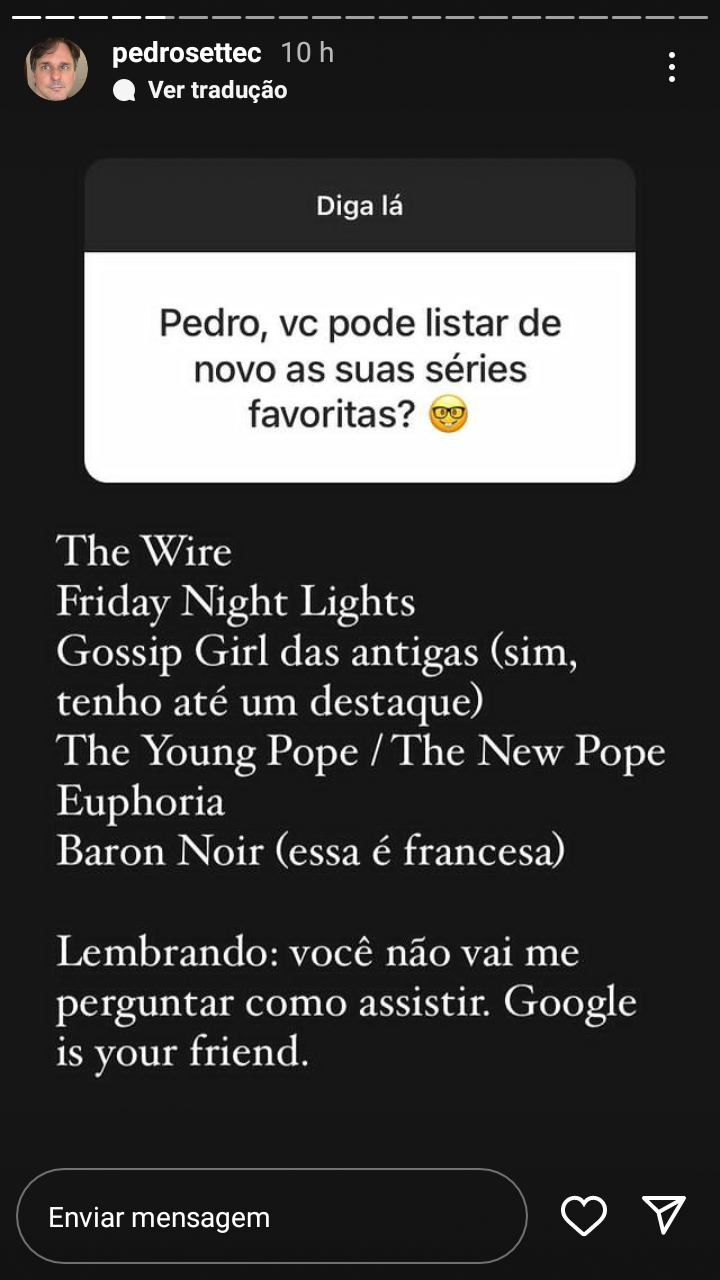 pedrosettec 10 h
Ver tradução
Diga lá
Pedro, vc pode listar de
novo as suas séries
favoritas? 🤓
The Wire
Friday Night Lights
Gossip Girl das antigas (sim,
tenho até um destaque)
The Young Pope / The New Pope
Euphoria
Baron Noir (essa é francesa)
Lembrando: você não vai me
perguntar como assistir. Google
is your friend.
Enviar mensagem